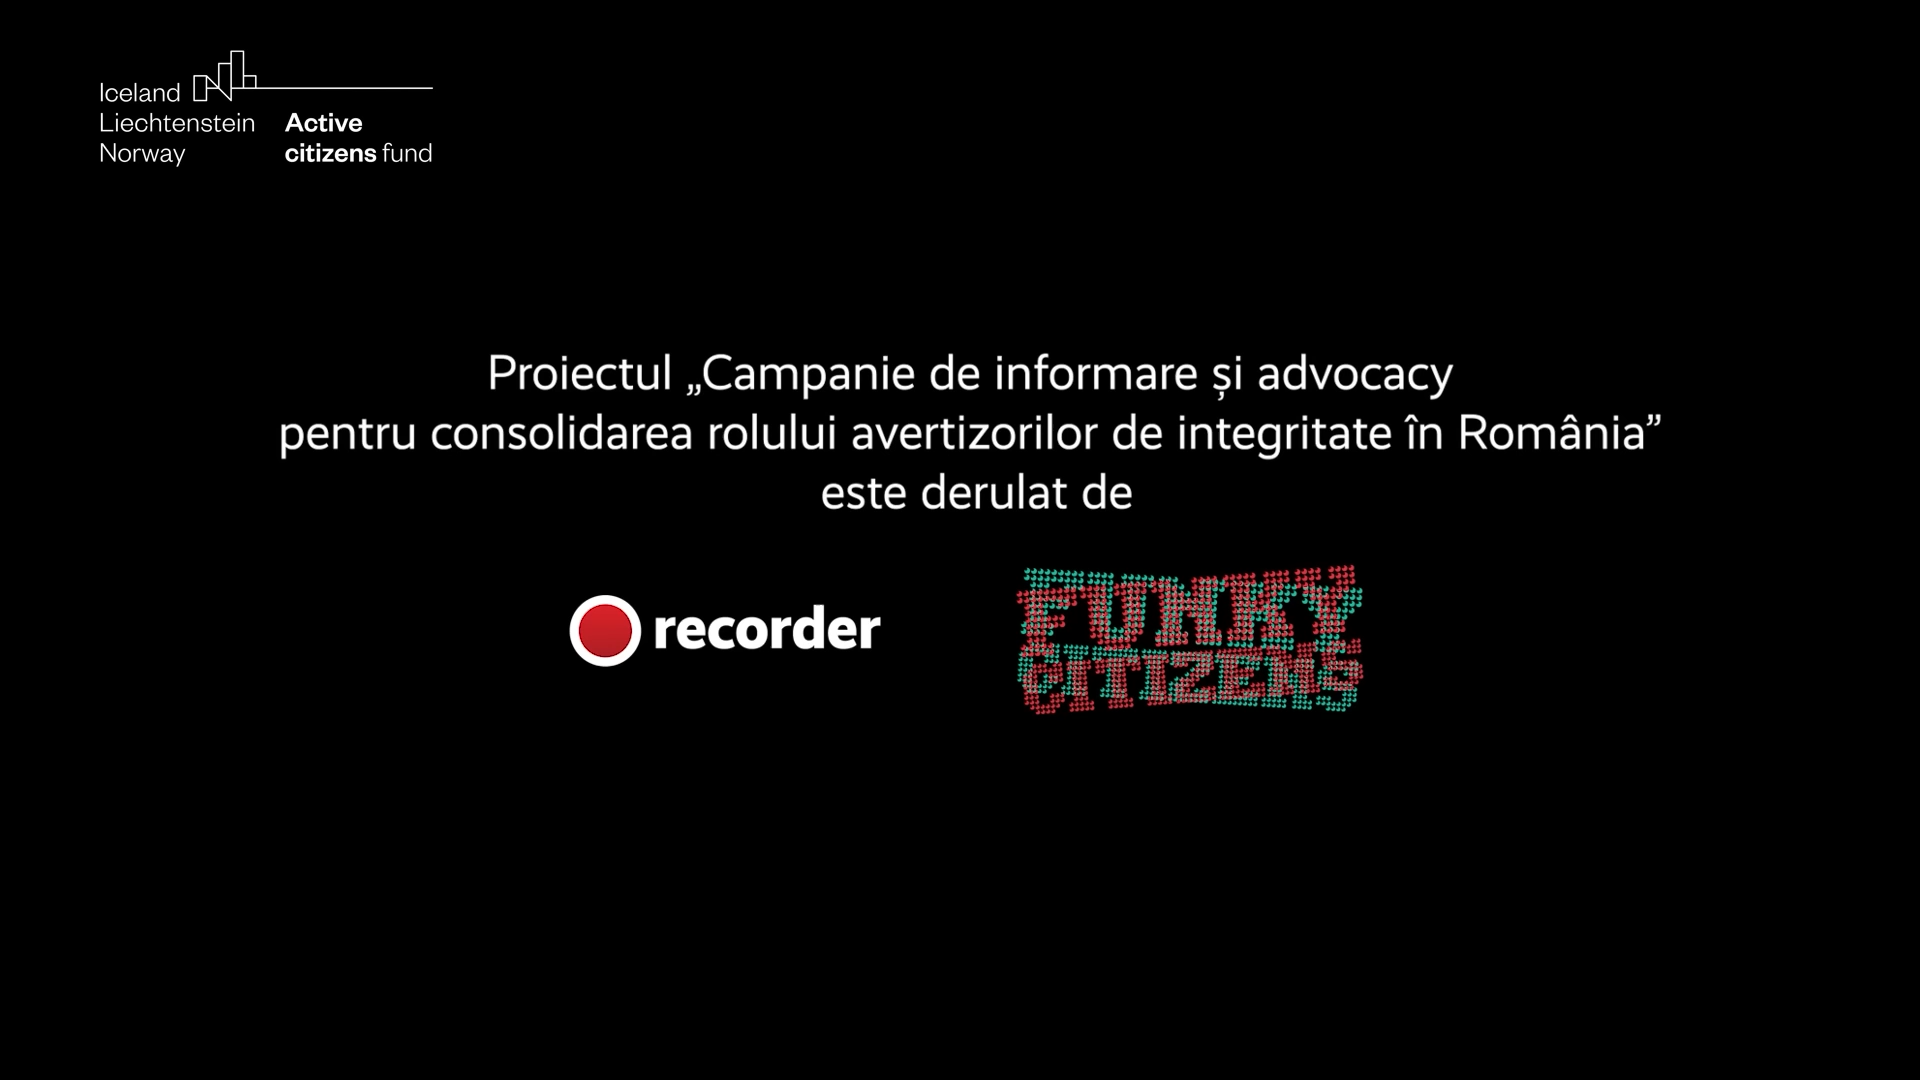 Iceland
Liechtenstein
Norway
Active
citizens fund
Proiectul „Campanie de informare și advocacy
pentru consolidarea rolului avertizorilor de integritate în România”
este derulat de
recorder
FUNKY
CITIZENS